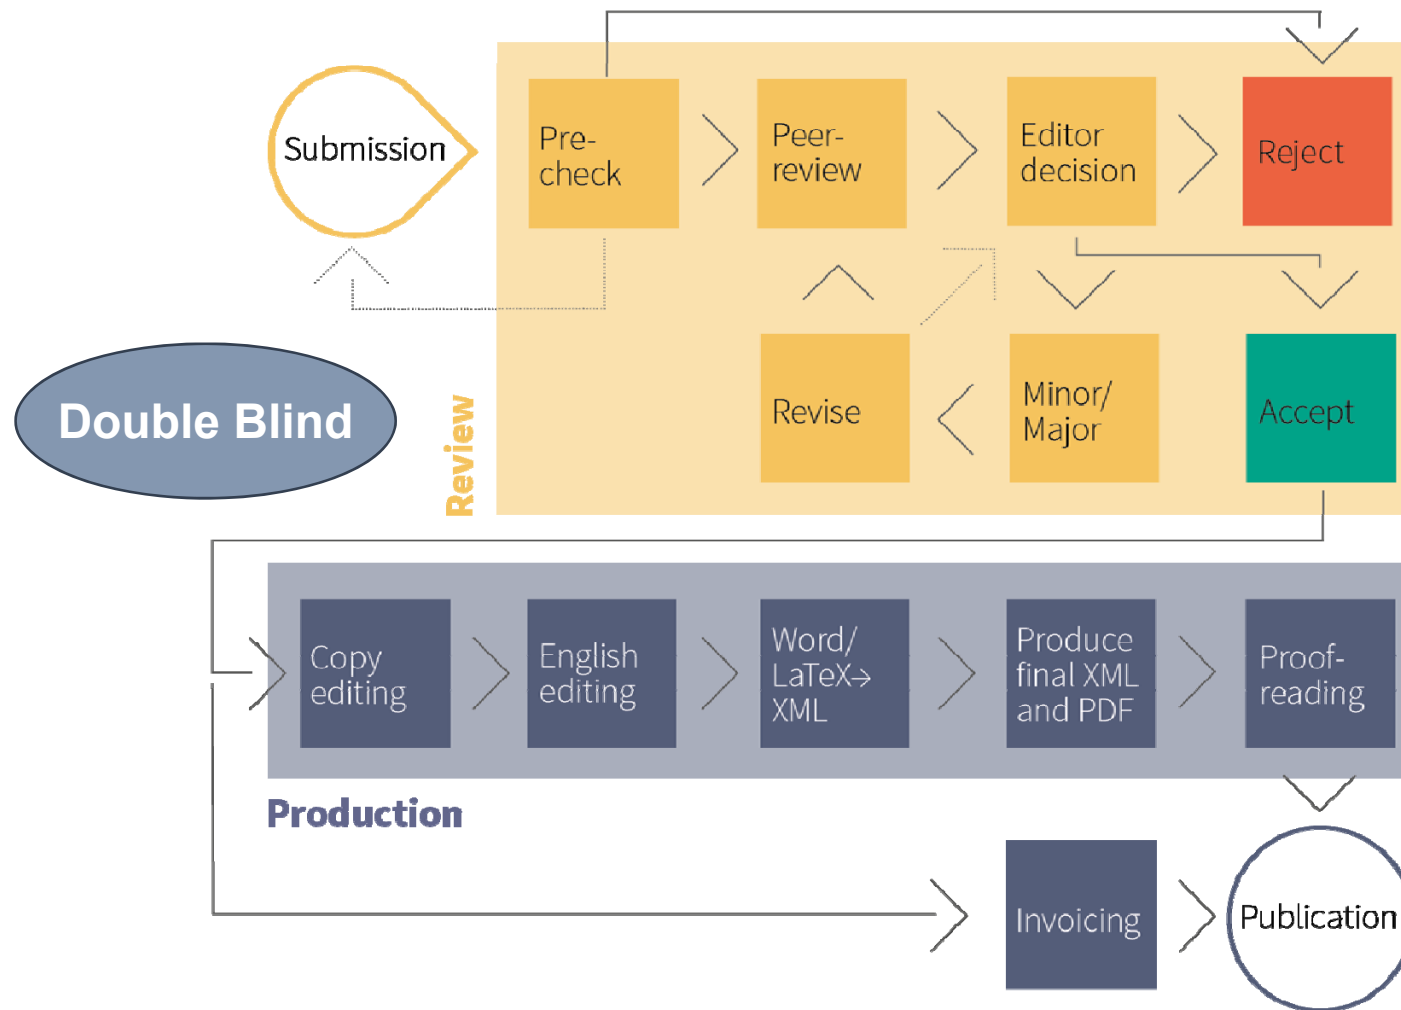 Submission
Pre-
check
Peer-
review
Editor
decision
Reject
Revise
Minor/
Major
Accept
Double Blind
Review
Copy
editing
English
editing
Word/
LaTeX→
XML
Produce
final XML
and PDF
Proof-
reading
Production
Invoicing
Publication